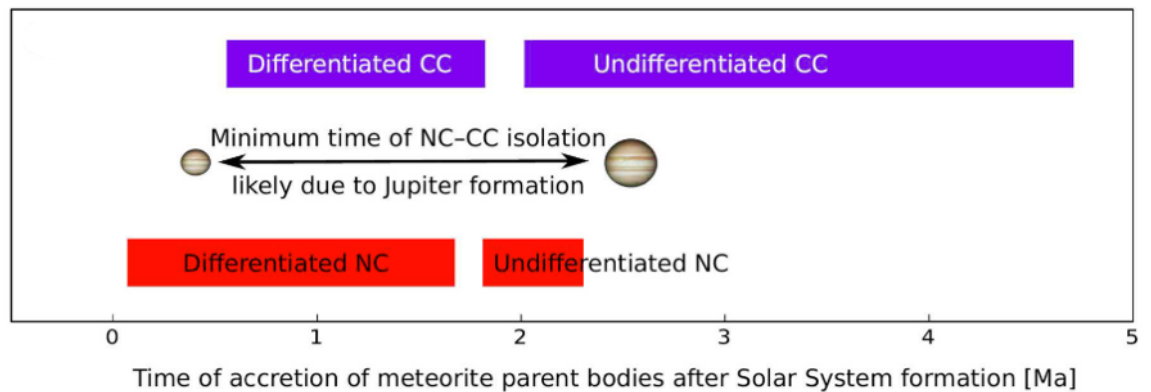 Differentiated CC
Undifferentiated CC
Minimum time of NC–CC isolation
likely due to Jupiter formation
Differentiated NC
Undifferentiated NC
0
1
2
3
4
5
Time of accretion of meteorite parent bodies after Solar System formation [Ma]